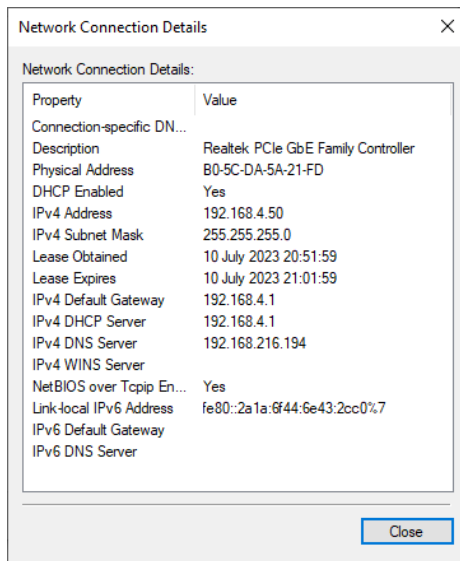 Network Connection Details
Network Connection Details:
Property Value
Connection-specific DN...
Description Realtek PCIe GbE Family Controller
Physical Address B0-5C-DA-5A-21-FD
DHCP Enabled Yes
IPv4 Address 192.168.4.50
IPv4 Subnet Mask 255.255.255.0
Lease Obtained 10 July 2023 20:51:59
Lease Expires 10 July 2023 21:01:59
IPv4 Default Gateway 192.168.4.1
IPv4 DHCP Server 192.168.4.1
IPv4 DNS Server 192.168.216.194
IPv4 WINS Server
NetBIOS over Tcpip En... Yes
Link-local IPv6 Address fe80::2a1a:6f44:6e43:2cc0%7
IPv6 Default Gateway
IPv6 DNS Server
Close